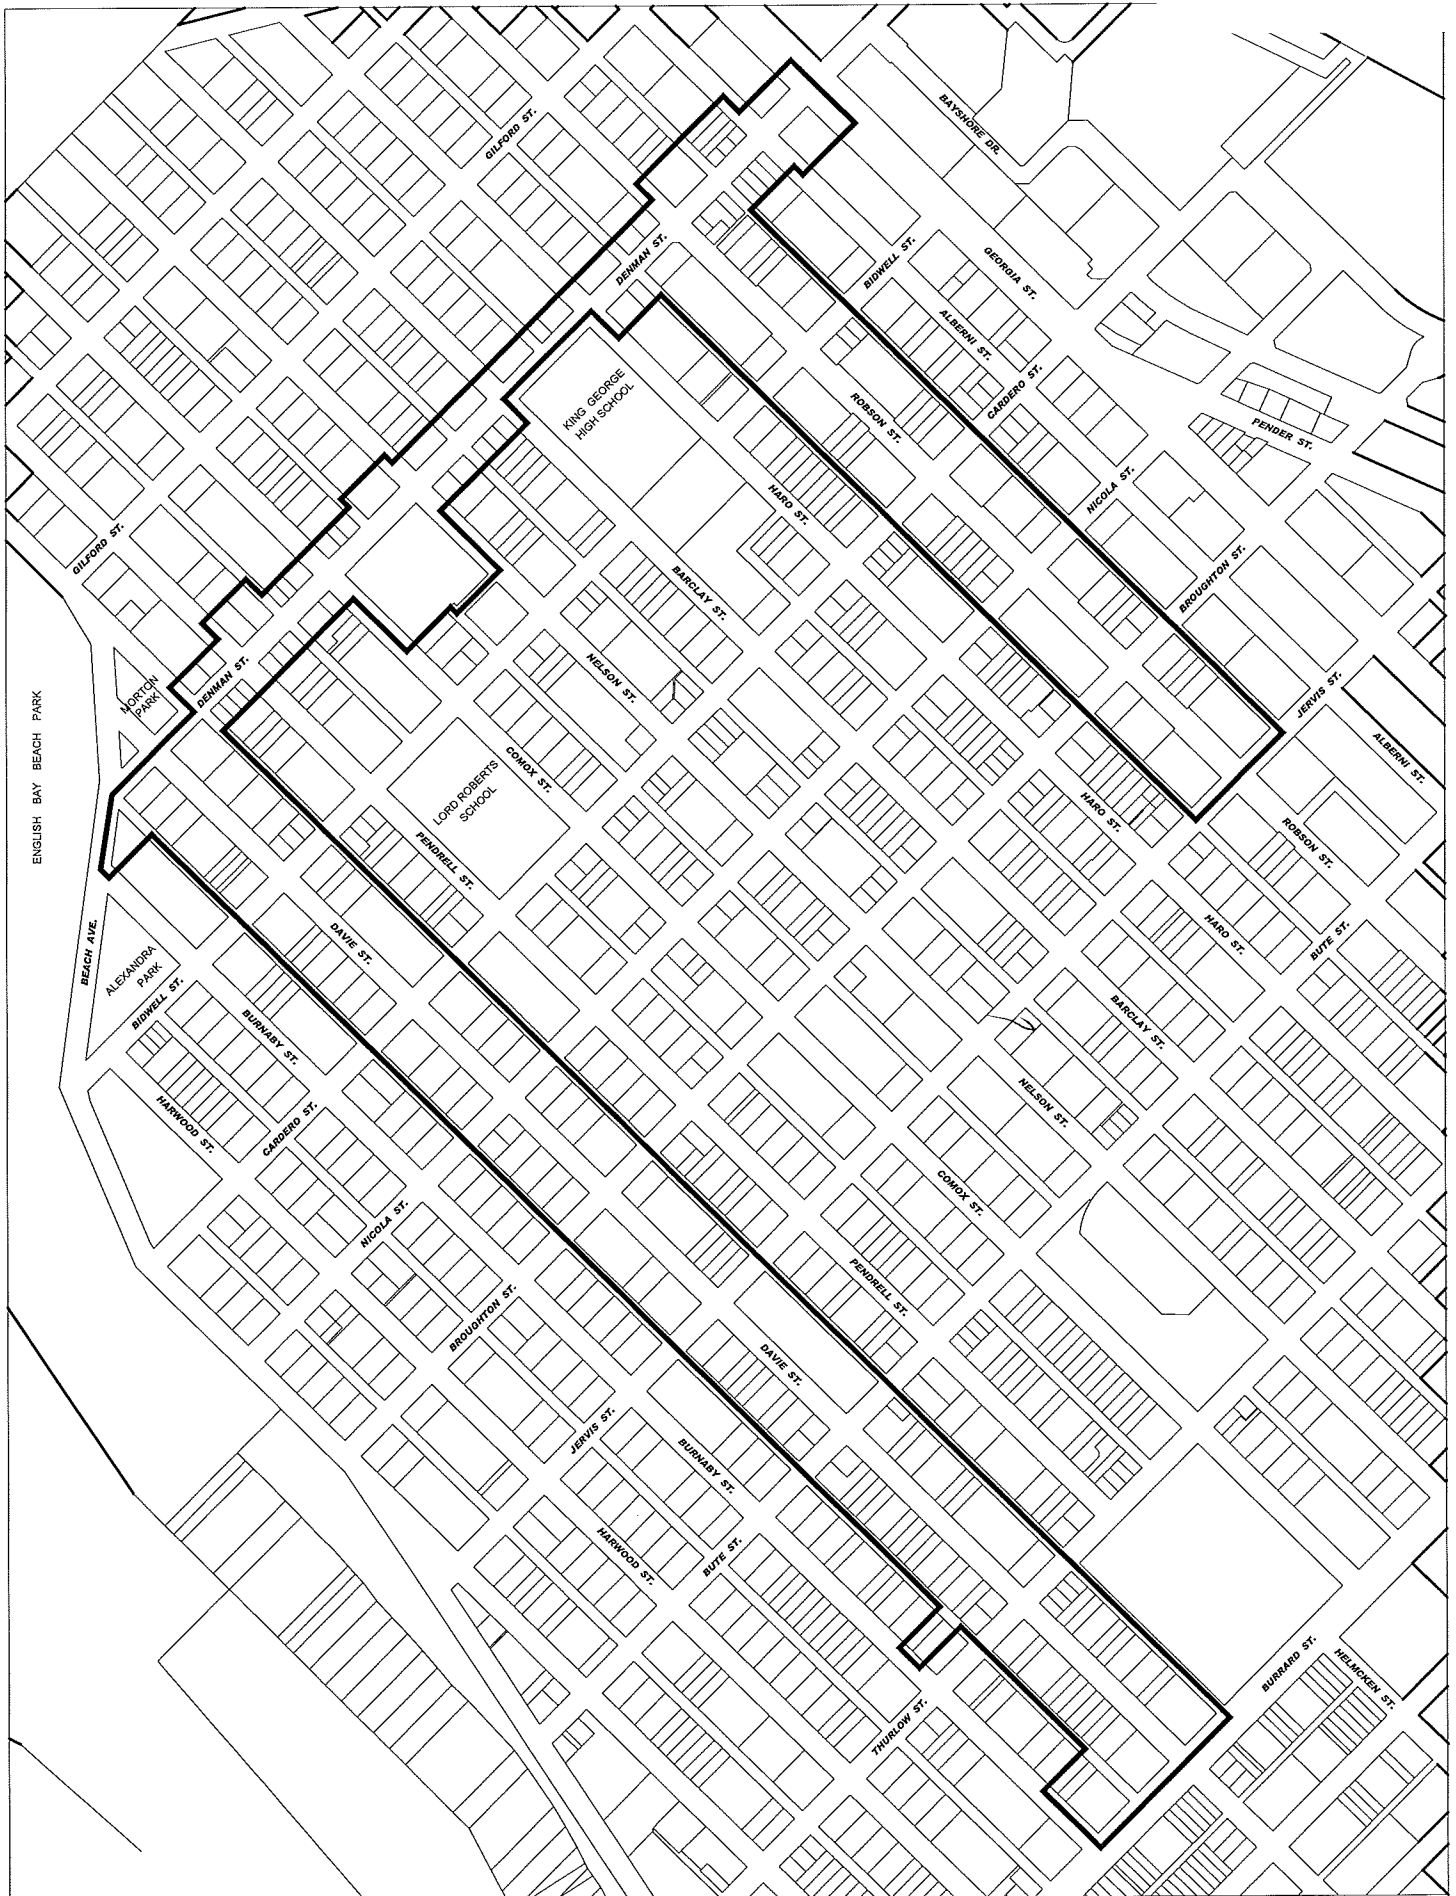 BAYSHORE DR.
GILFORD ST.
DENMAN ST.
BIDWELL ST.
GEORGIA ST.
ALBERNI ST.
CARDERO ST.
KING GEORGE
HIGH SCHOOL
ROBSON ST.
PENDER ST.
NICOLA ST.
HARO ST.
GILFORD ST.
BROUGHTON ST.
BARCLAY ST.
NELSON ST.
DENMAN ST.
MORTON
PARK
JERVIS ST.
ENGLISH BAY BEACH PARK
ALBERNI ST.
COMOX ST.
LORD ROBERTS
SCHOOL
HARO ST.
ROBSON ST.
PENDRELL ST.
DAVIE ST.
HARO ST.
BUTE ST.
BEACH AVE.
ALEXANDRA
PARK
BIDWELL ST.
BARCLAY ST.
BURNABY ST.
NELSON ST.
HARWOOD ST.
CARDERO ST.
COMOX ST.
NICOLA ST.
PENDRELL ST.
BROUGHTON ST.
DAVIE ST.
JERVIS ST.
BURNABY ST.
HARWOOD ST.
BUTE ST.
BURRARD ST.
HELMCKEN ST.
THURLOW ST.